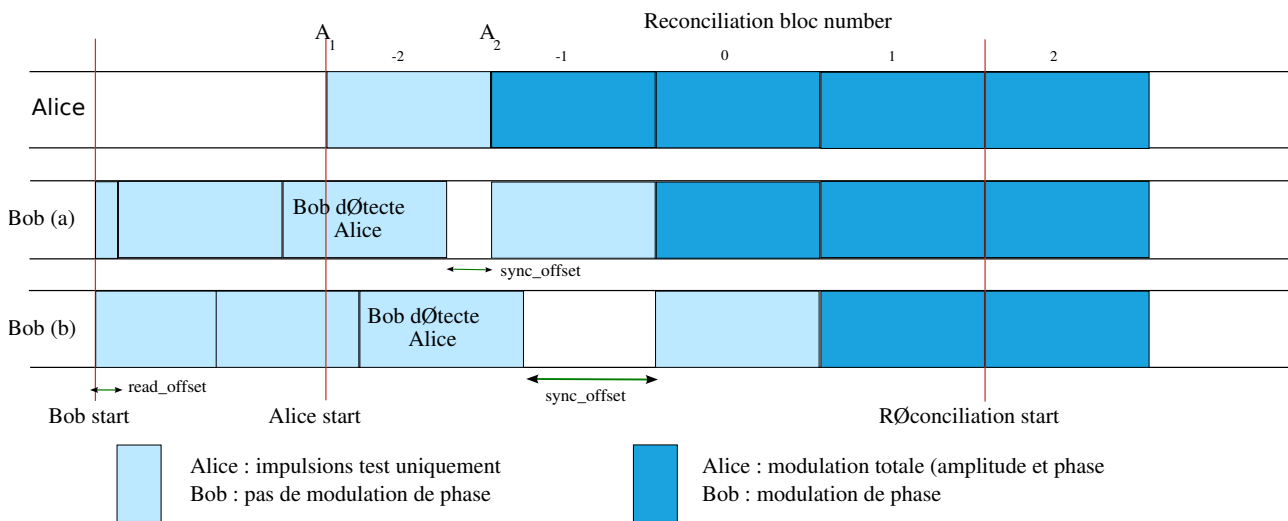 Reconciliation bloc number
A1 A2
-2 -1 0 1 2
Alice
Bob (a)
Bob dØtecte
Alice
sync_offset
Bob (b)
Bob dØtecte
Alice
read_offset
sync_offset
Bob start Alice start RØconciliation start
Alice : impulsions test uniquement
Bob : pas de modulation de phase
Alice : modulation totale (amplitude et phase
Bob : modulation de phase